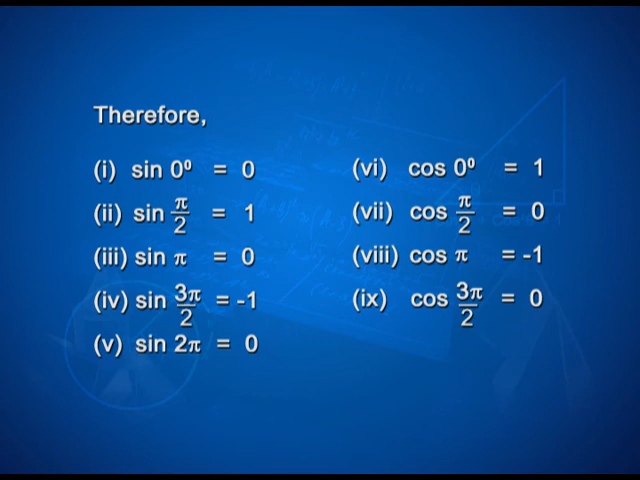 Therefore,
(i) sin 0⁰ = 0
(ii) sin π/2 = 1
(iii) sin π = 0
(iv) sin 3π/2 = -1
(v) sin 2π = 0
(vi) cos 0⁰ = 1
(vii) cos π/2 = 0
(viii) cos π = -1
(ix) cos 3π/2 = 0